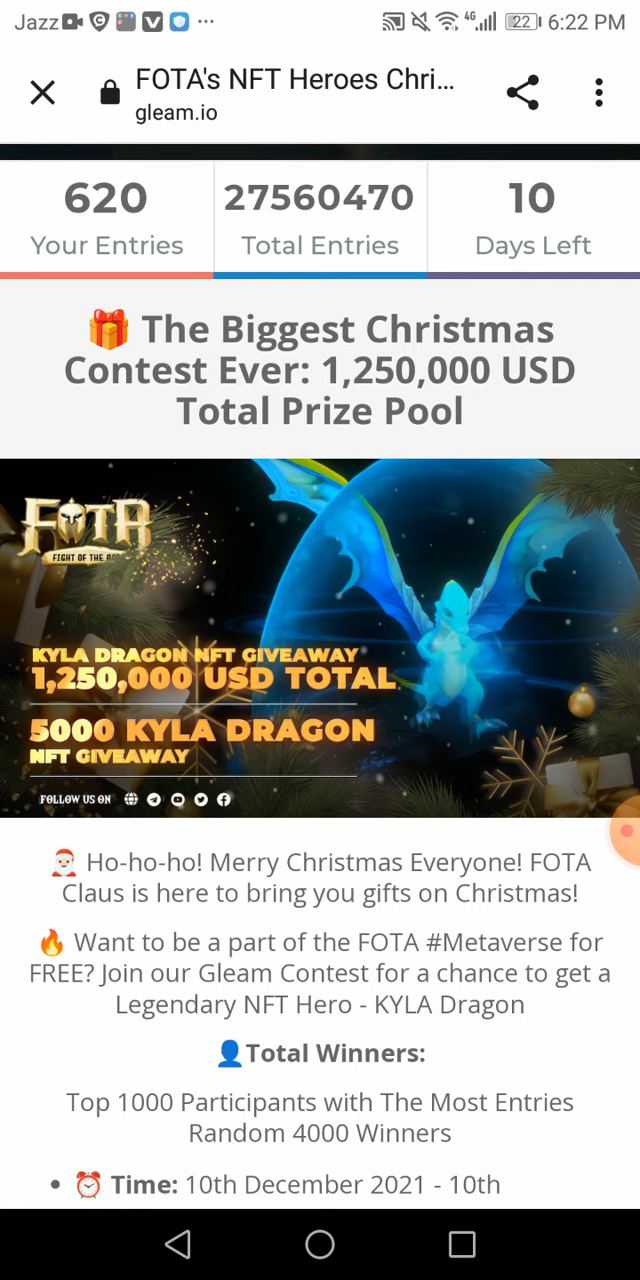 Jazz 4G 22 6:22 PM
FOTA's NFT Heroes Chri...
gleam.io
620 27560470 10
Your Entries Total Entries Days Left
🎁 The Biggest Christmas
Contest Ever: 1,250,000 USD
Total Prize Pool
FOTA
FIGHT OF THE
KYLA DRAGON NFT GIVEAWAY
1,250,000 USD TOTAL
5000 KYLA DRAGON
NFT GIVEAWAY
FOLLOW US ON
🎅🏻 Ho-ho-ho! Merry Christmas Everyone! FOTA
Claus is here to bring you gifts on Christmas!
🔥 Want to be a part of the FOTA #Metaverse for
FREE? Join our Gleam Contest for a chance to get a
Legendary NFT Hero - KYLA Dragon
👤Total Winners:
Top 1000 Participants with The Most Entries
Random 4000 Winners
• ⏰ Time: 10th December 2021 - 10th